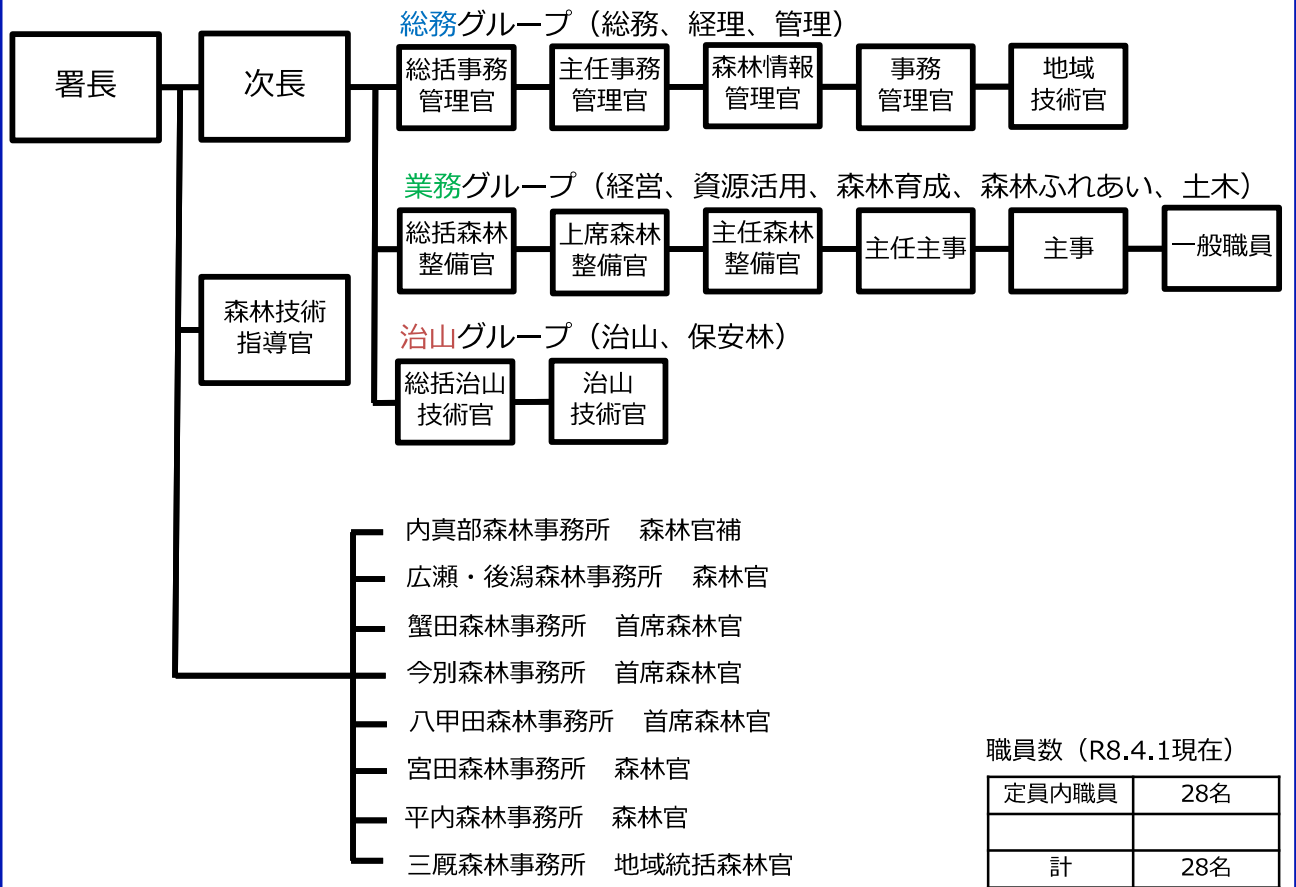 総務グループ（総務、経理、管理）
署長
次長
総括事務
管理官
主任事務
管理官
森林情報
管理官
事務
管理官
地域
技術官
業務グループ（経営、資源活用、森林育成、森林ふれあい、土木）
総括森林
整備官
上席森林
整備官
主任森林
整備官
主任主事
主事
一般職員
森林技術
指導官
治山グループ（治山、保安林）
総括治山
技術官
治山
技術官
内真部森林事務所　森林官補
広瀬・後潟森林事務所　森林官
蟹田森林事務所　首席森林官
今別森林事務所　首席森林官
八甲田森林事務所　首席森林官
宮田森林事務所　森林官
平内森林事務所　森林官
三厩森林事務所　地域統括森林官
職員数（R8.4.1現在）
定員内職員　28名
計　28名